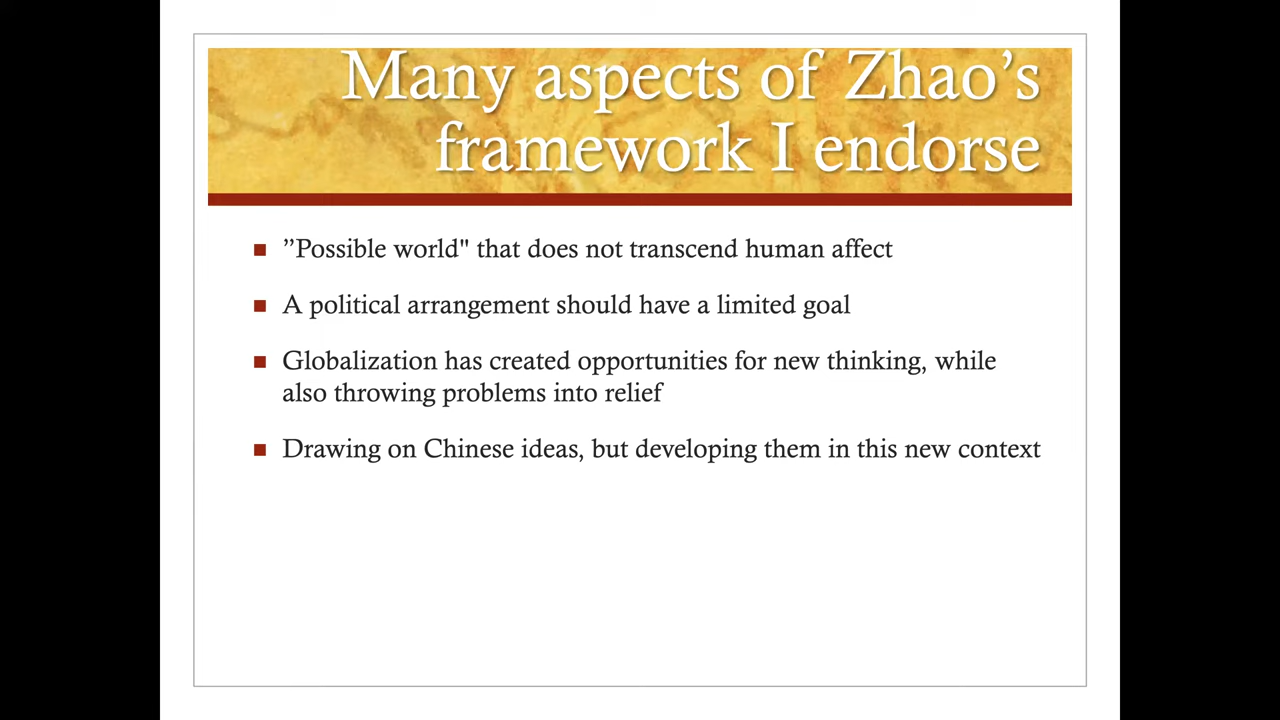 Many aspects of Zhao’s
framework I endorse
■ ”Possible world" that does not transcend human affect
■ A political arrangement should have a limited goal
■ Globalization has created opportunities for new thinking, while
also throwing problems into relief
■ Drawing on Chinese ideas, but developing them in this new context